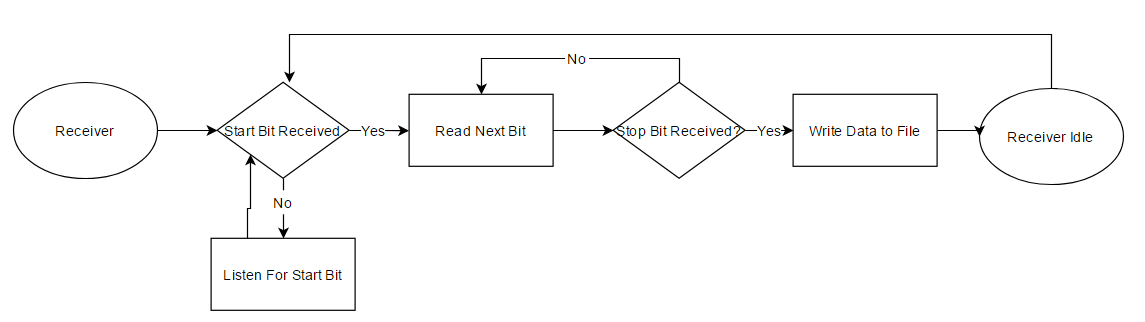 No
Receiver
Start Bit Received
Yes
Read Next Bit
Stop Bit Received?
Yes
Write Data to File
Receiver Idle
No
Listen For Start Bit